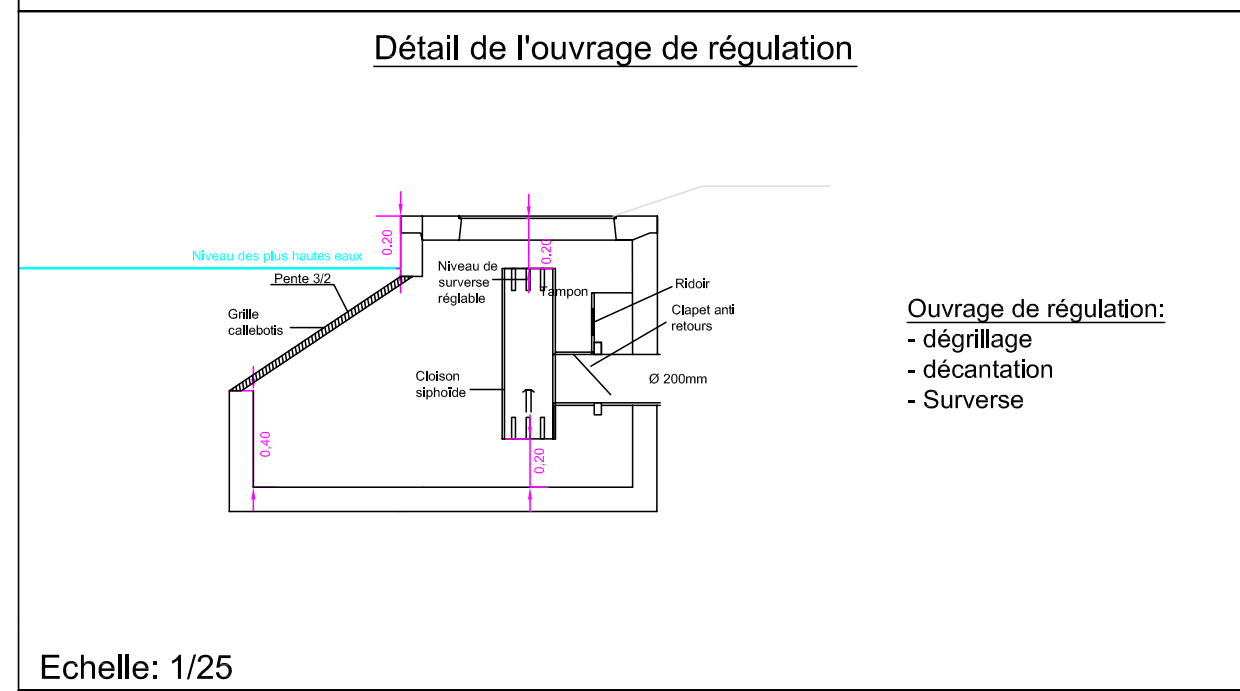 Détail de l'ouvrage de régulation
0.20
0.20
Niveau des plus hautes eaux
Niveau de
surverse
réglable
Pente 3/2
Tampon
Ridoir
Clapet anti
retours
Grille
callebotis
Cloison
siphoïde
Ø 200mm
0,40
0,20
Ouvrage de régulation:
- dégrillage
- décantation
- Surverse
Echelle: 1/25